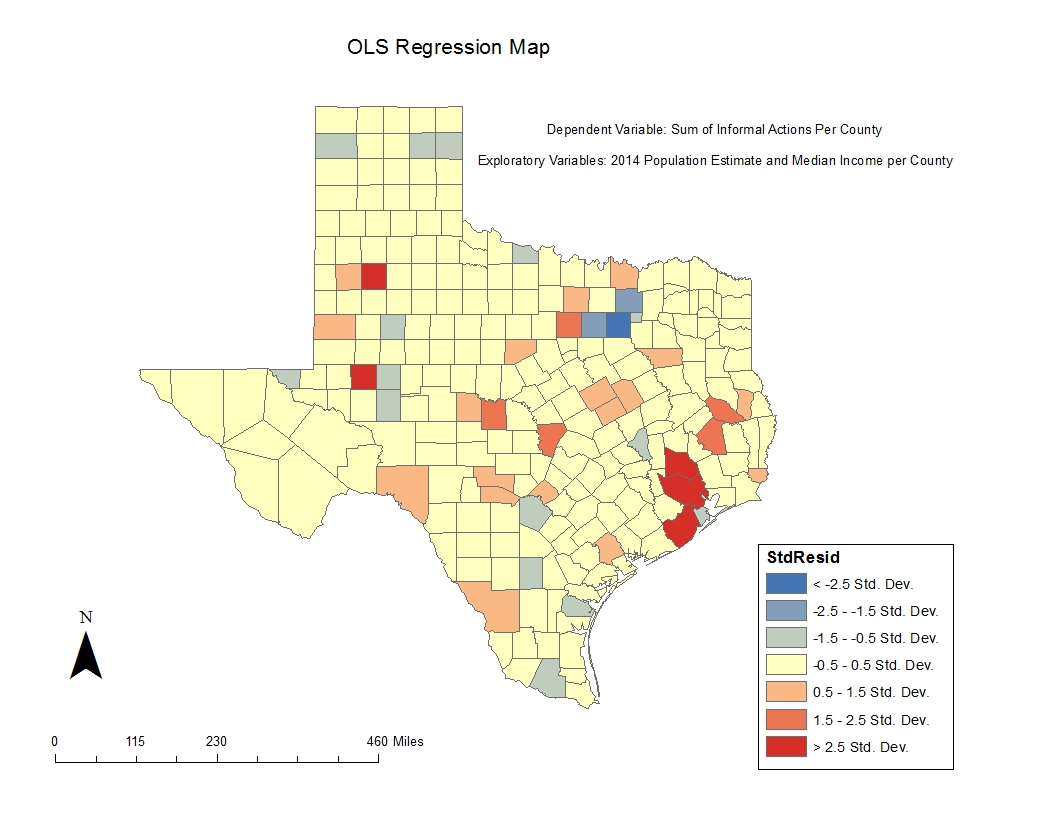 OLS Regression Map
Dependent Variable: Sum of Informal Actions Per County
Exploratory Variables: 2014 Population Estimate and Median Income per County
StdResid
< -2.5 Std. Dev.
-2.5 - -1.5 Std. Dev.
-1.5 - -0.5 Std. Dev.
-0.5 - 0.5 Std. Dev.
0.5 - 1.5 Std. Dev.
1.5 - 2.5 Std. Dev.
> 2.5 Std. Dev.
N
0 115 230 460 Miles